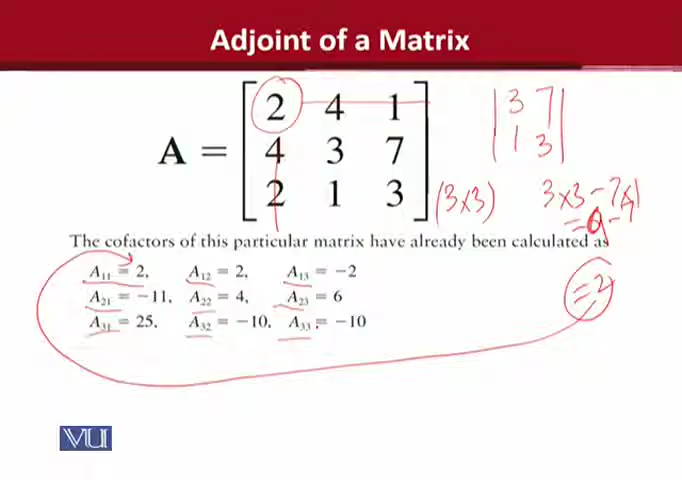 Adjoint of a Matrix
A = [ 2 4 1
4 3 7
2 1 3 ] (3×3)
| 3 7
1 3 |
3×3 − 7×1
= 9 − 7
The cofactors of this particular matrix have already been calculated as
A₁₁ = 2, A₁₂ = 2, A₁₃ = −2
A₂₁ = −11, A₂₂ = 4, A₂₃ = 6
A₃₁ = 25, A₃₂ = −10, A₃₃ = −10
= 2
VU